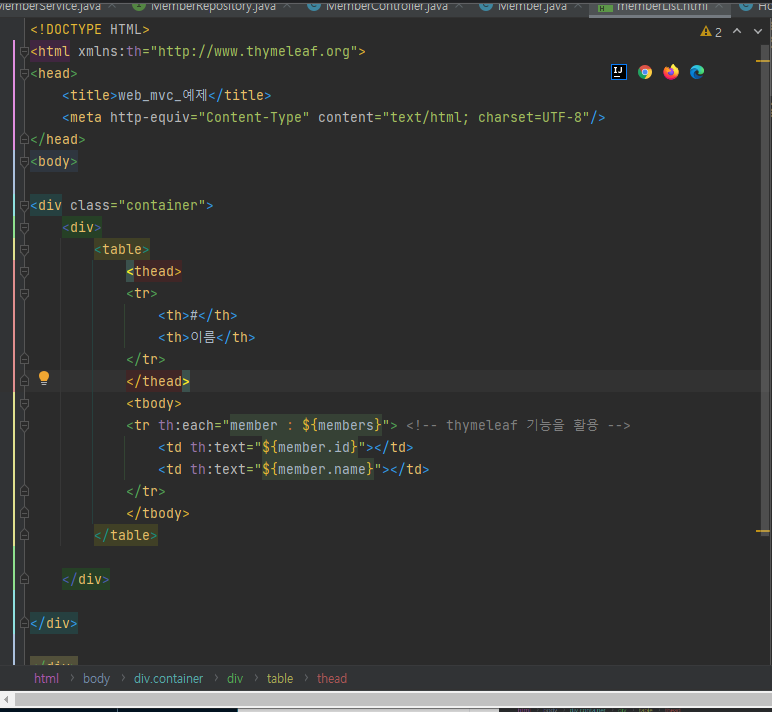 MemberService.java MemberRepository.java MemberController.java Member.java memberList.html
<!DOCTYPE HTML>
2
<html xmlns:th="http://www.thymeleaf.org">
<head>
<title>web_mvc_예제</title>
<meta http-equiv="Content-Type" content="text/html; charset=UTF-8"/>
</head>
<body>
<div class="container">
<div>
<table>
<thead>
<tr>
<th>#</th>
<th>이름</th>
</tr>
</thead>
<tbody>
<tr th:each="member : ${members}"> <!-- thymeleaf 기능을 활용 -->
<td th:text="${member.id}"></td>
<td th:text="${member.name}"></td>
</tr>
</tbody>
</table>
</div>
</div>
html > body > div.container > div > table > thead